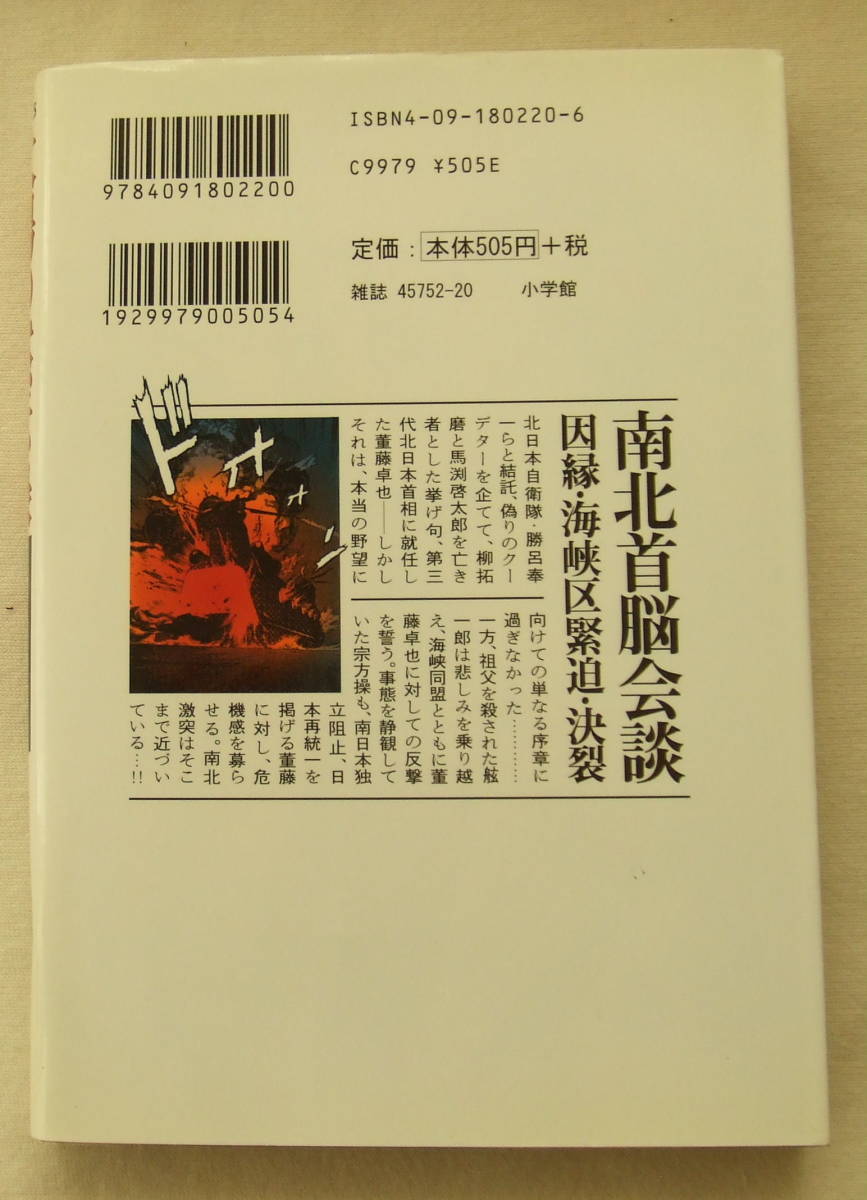 ISBN4-09-180220-6
C9979 ¥505E
9784091802200
定価：本体505円＋税
雑誌 45752-20 小学館
1929979005054
南北首脳会談
因縁・海峡区緊迫・決裂
北日本自衛隊・勝呂奉
一らと結託、偽りのクー
デターを企てて、柳拓
磨と馬渕啓太郎を亡き
者とした挙げ句、第三
代北日本首相に就任し
た董藤卓也――しかし
それは、本当の野望に
向けての単なる序章に
過ぎなかった…………
一方、祖父を殺された舷
一郎は悲しみを乗り越
え、海峡同盟とともに董
藤卓也に対しての反撃
を誓う。事態を静観して
いた宗方操も、南日本独
立阻止、日
本再統一を
掲げる董藤
に対し、危
機感を募ら
せる。南北
激突はそこ
まで近づい
ている…!!
ドオォン